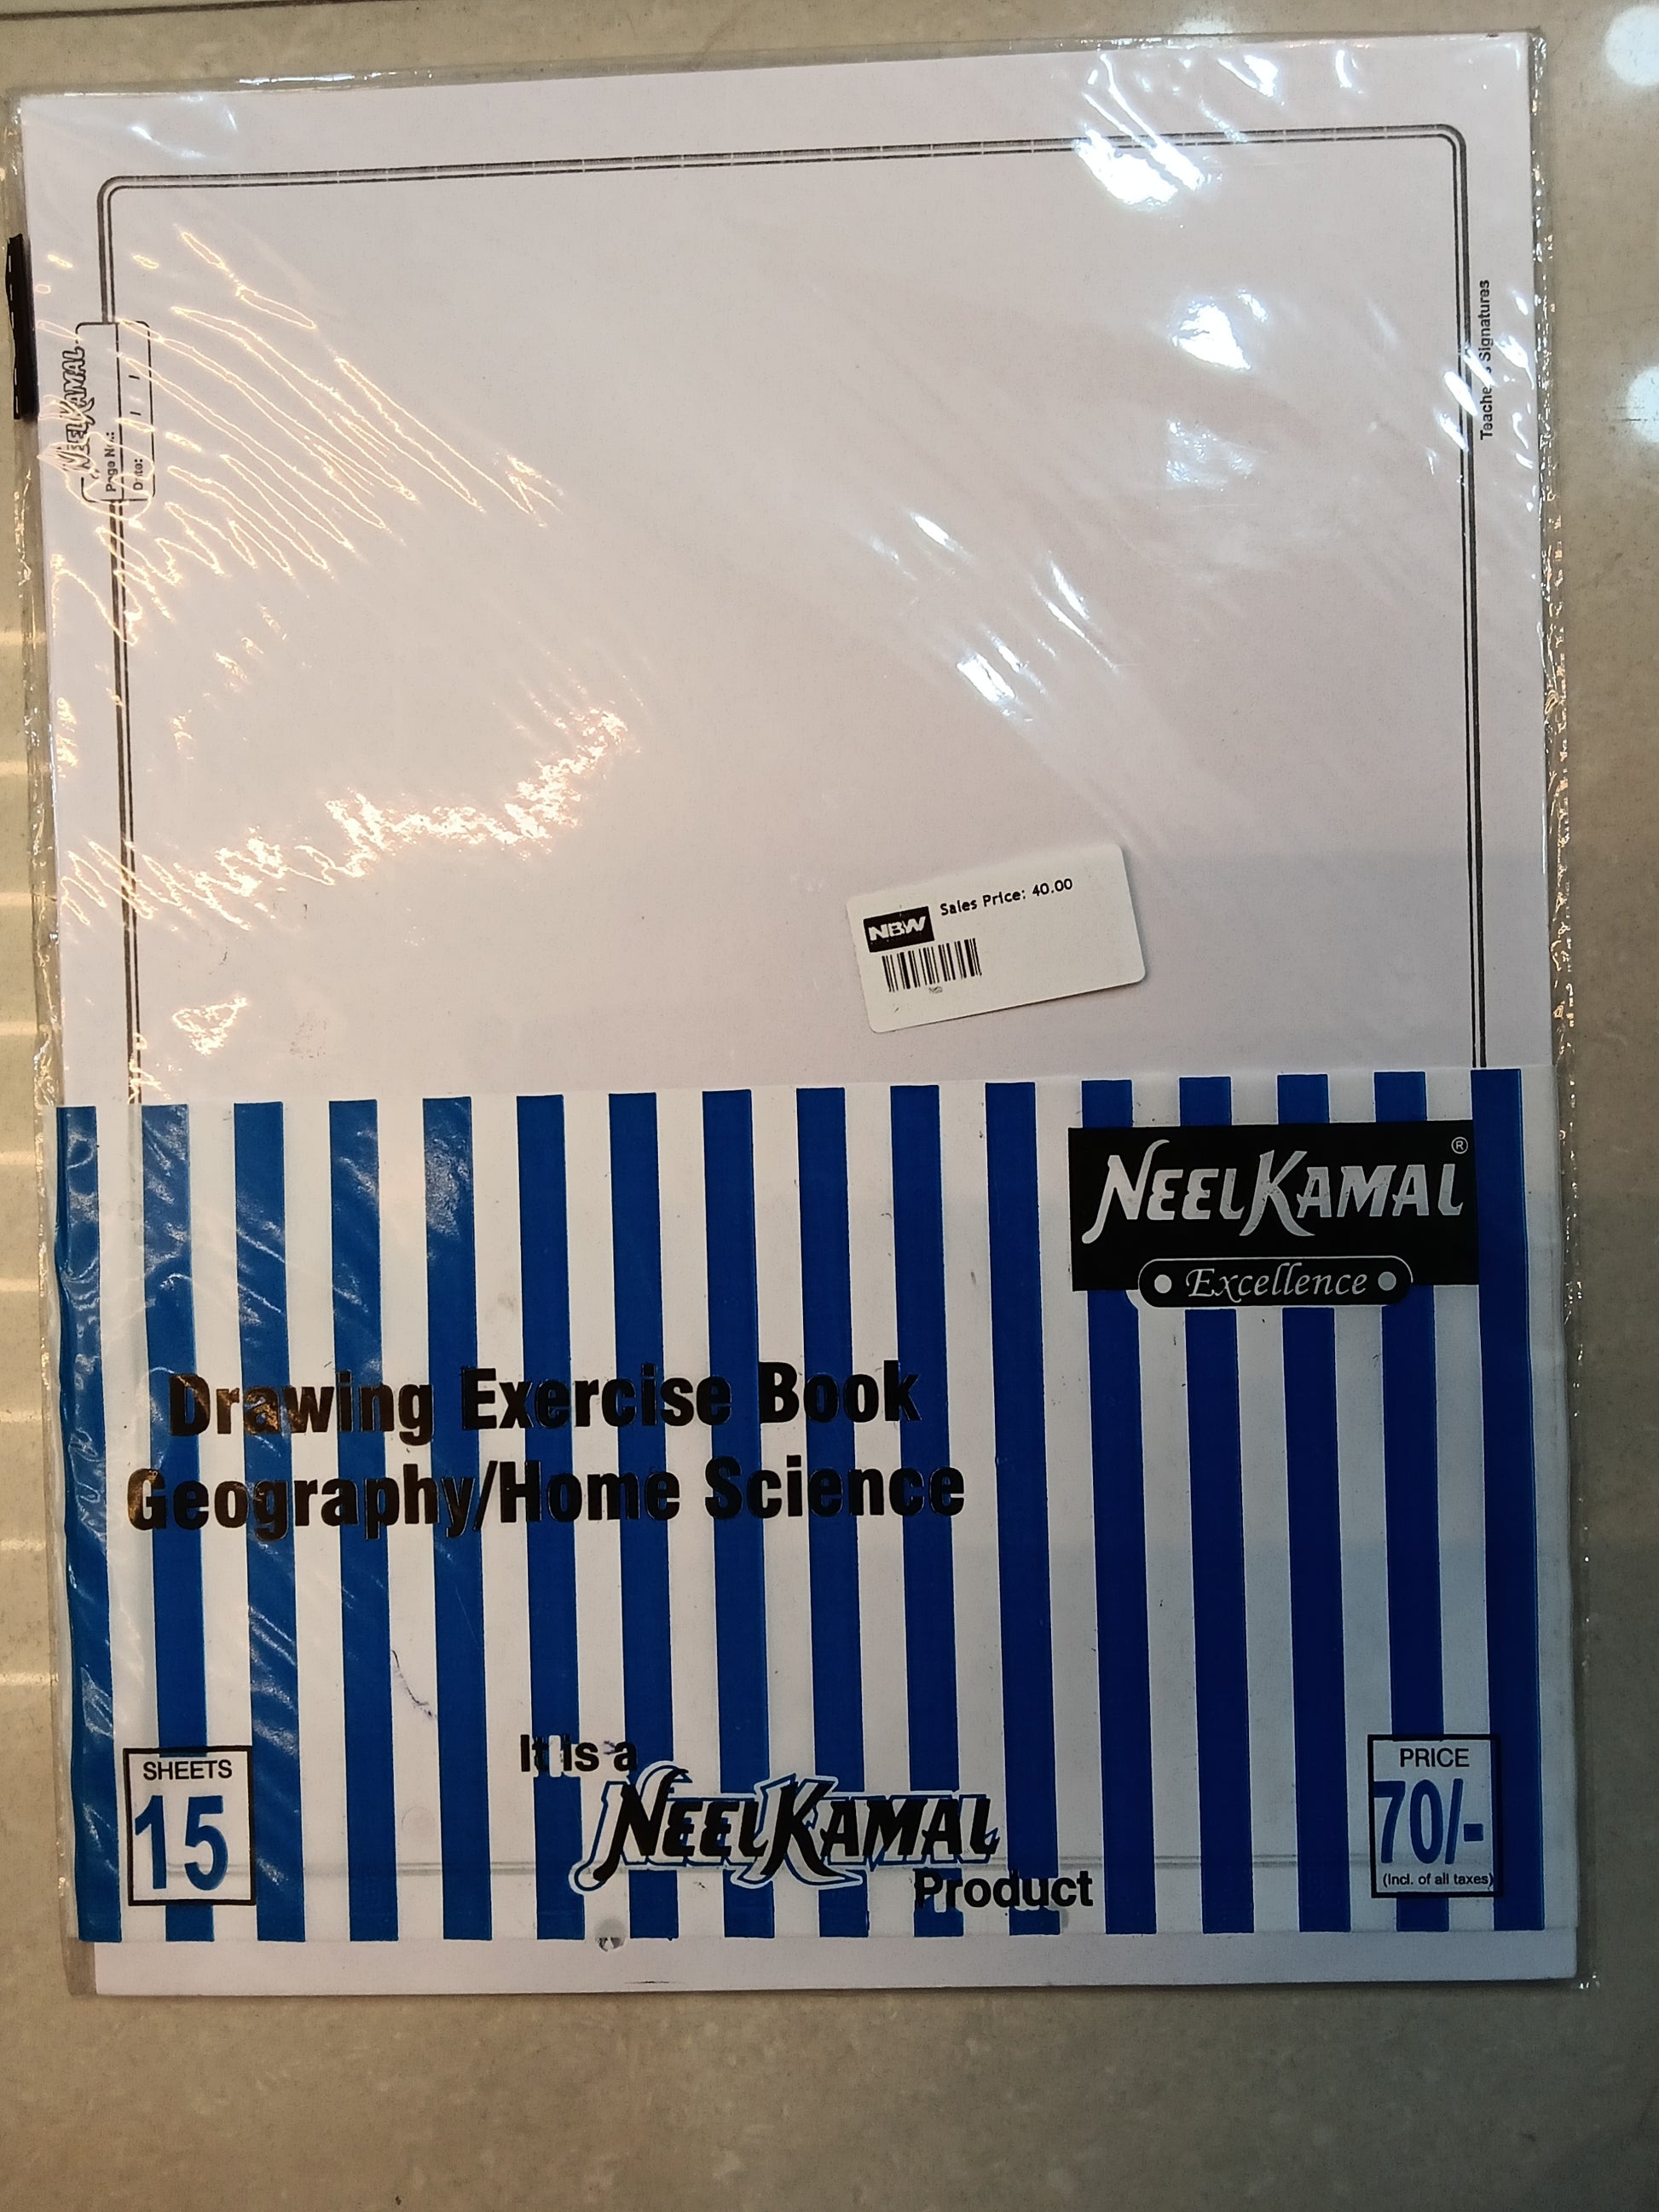 NEELKAMAL
Page No.:
Date: / /
Teacher's Signatures
Sales Price: 40.00
NBW
NEELKAMAL®
• Excellence •
Drawing Exercise Book
Geography/Home Science
SHEETS
15
It is a
NEELKAMAL
Product
PRICE
70/-
(Incl. of all taxes)